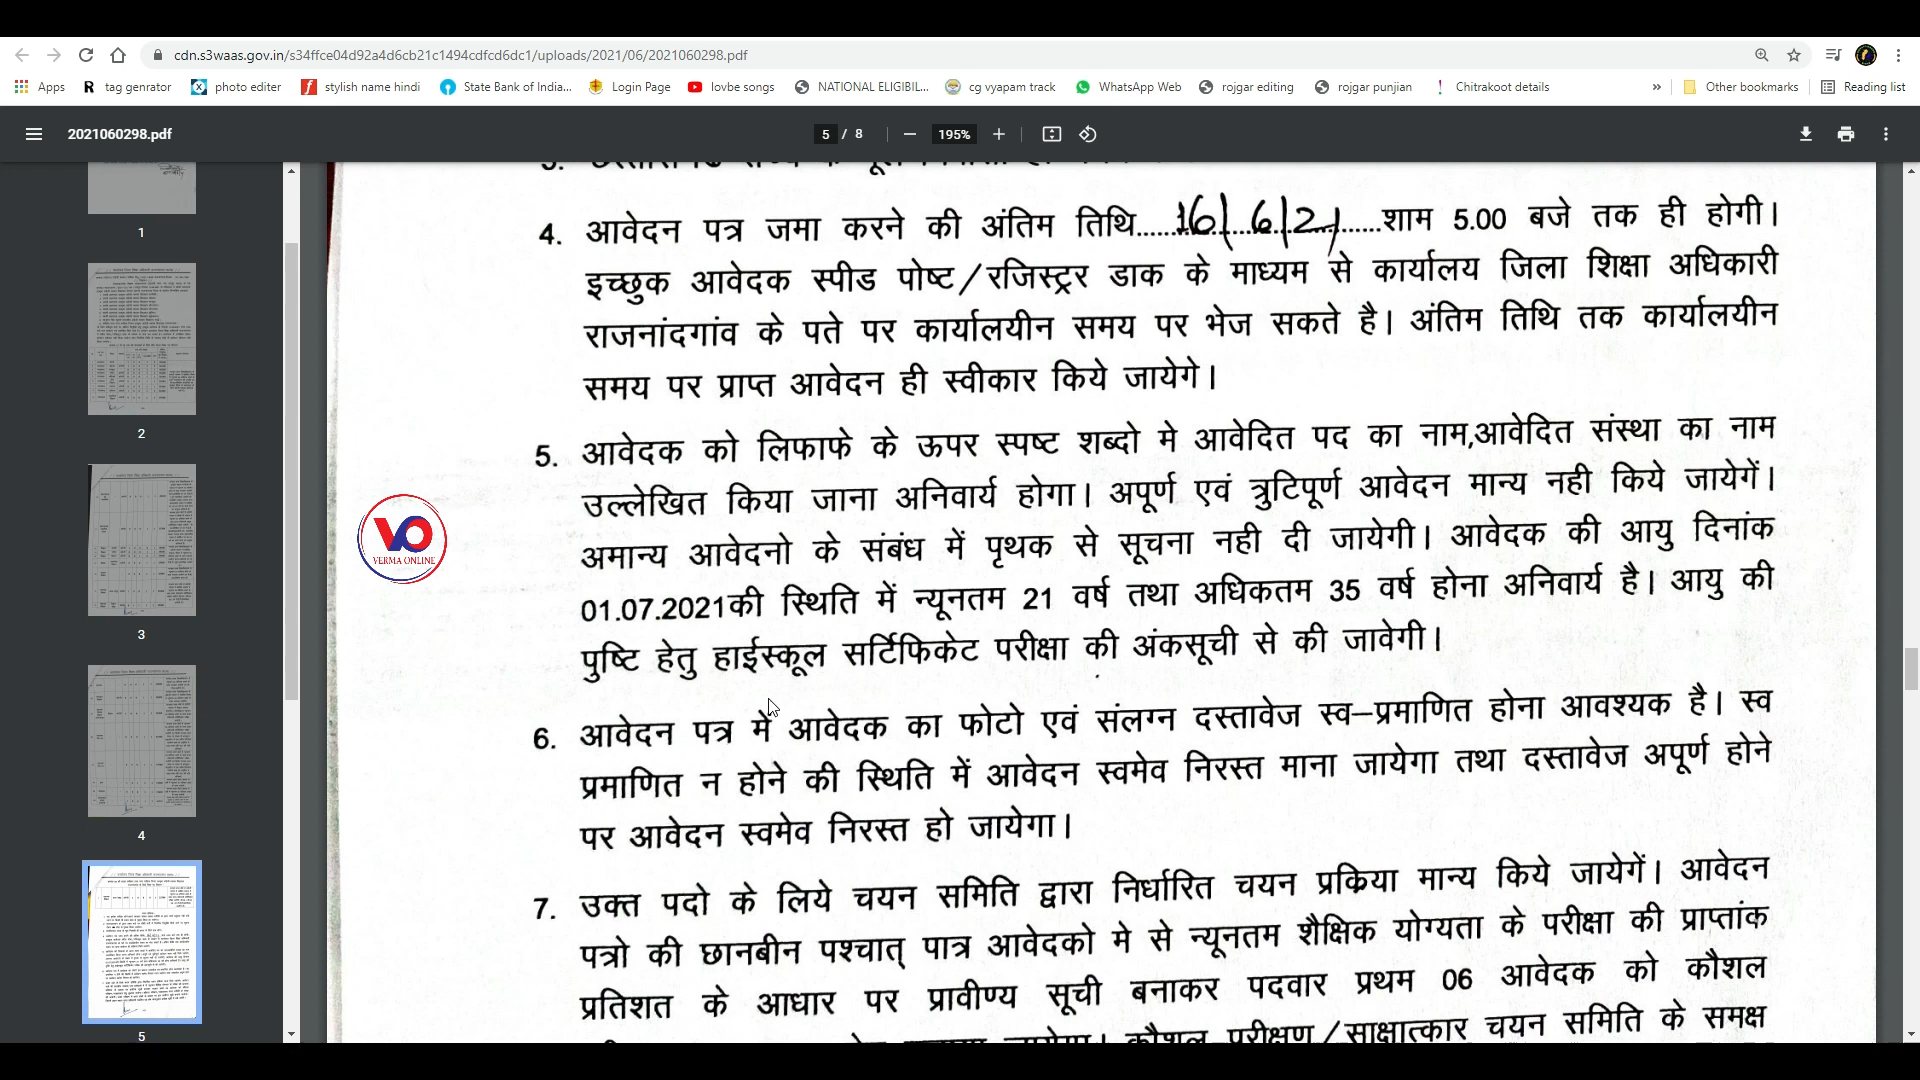 cdn.s3waas.gov.in/s34ffce04d92a4d6cb21c1494cdfcd6dc1/uploads/2021/06/2021060298.pdf
Apps R tag genrator photo editer stylish name hindi State Bank of India... Login Page lovbe songs NATIONAL ELIGIBIL... cg vyapam track WhatsApp Web rojgar editing rojgar punjian Chitrakoot details » Other bookmarks Reading list
2021060298.pdf 5 / 8 195%
1
2
3
4
5
4. आवेदन पत्र जमा करने की अंतिम तिथि.....16/6/21.....शाम 5.00 बजे तक ही होगी।
इच्छुक आवेदक स्पीड पोष्ट/रजिस्ट्रर डाक के माध्यम से कार्यालय जिला शिक्षा अधिकारी
राजनांदगांव के पते पर कार्यालयीन समय पर भेज सकते है। अंतिम तिथि तक कार्यालयीन
समय पर प्राप्त आवेदन ही स्वीकार किये जायेगे।
5. आवेदक को लिफाफे के ऊपर स्पष्ट शब्दो मे आवेदित पद का नाम,आवेदित संस्था का नाम
उल्लेखित किया जाना अनिवार्य होगा। अपूर्ण एवं त्रुटिपूर्ण आवेदन मान्य नही किये जायेगें।
अमान्य आवेदनो के संबंध में पृथक से सूचना नही दी जायेगी। आवेदक की आयु दिनांक
01.07.2021की स्थिति में न्यूनतम 21 वर्ष तथा अधिकतम 35 वर्ष होना अनिवार्य है। आयु की
पुष्टि हेतु हाईस्कूल सर्टिफिकेट परीक्षा की अंकसूची से की जावेगी।
6. आवेदन पत्र में आवेदक का फोटो एवं संलग्न दस्तावेज स्व–प्रमाणित होना आवश्यक है। स्व
प्रमाणित न होने की स्थिति में आवेदन स्वमेव निरस्त माना जायेगा तथा दस्तावेज अपूर्ण होने
पर आवेदन स्वमेव निरस्त हो जायेगा।
7. उक्त पदो के लिये चयन समिति द्वारा निर्धारित चयन प्रकिया मान्य किये जायेगें। आवेदन
पत्रो की छानबीन पश्चात् पात्र आवेदको मे से न्यूनतम शैक्षिक योग्यता के परीक्षा की प्राप्तांक
प्रतिशत के आधार पर प्रावीण्य सूची बनाकर पदवार प्रथम 06 आवेदक को कौशल
कौशल परीक्षण/साक्षात्कार चयन समिति के समक्ष
VO
VERMA ONLINE